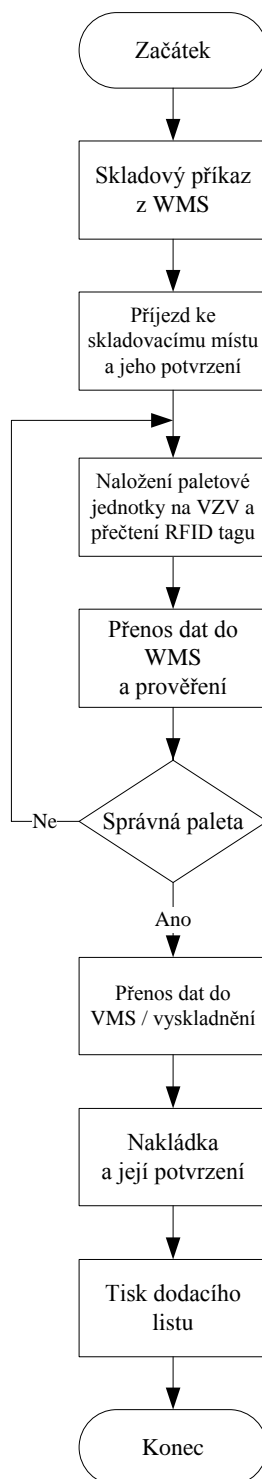 Začátek
Skladový příkaz
z WMS
Příjezd ke
skladovacímu místu
a jeho potvrzení
Naložení paletové
jednotky na VZV a
přečtení RFID tagu
Přenos dat do
WMS
a prověření
Správná paleta
Ne
Ano
Přenos dat do
VMS / vyskladnění
Nakládka
a její potvrzení
Tisk dodacího
listu
Konec